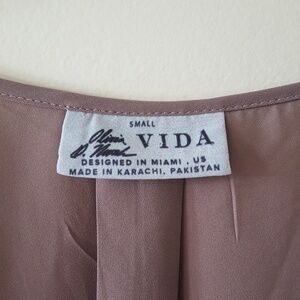 SMALL
VIDA
DESIGNED IN MIAMI, US
MADE IN KARACHI, PAKISTAN